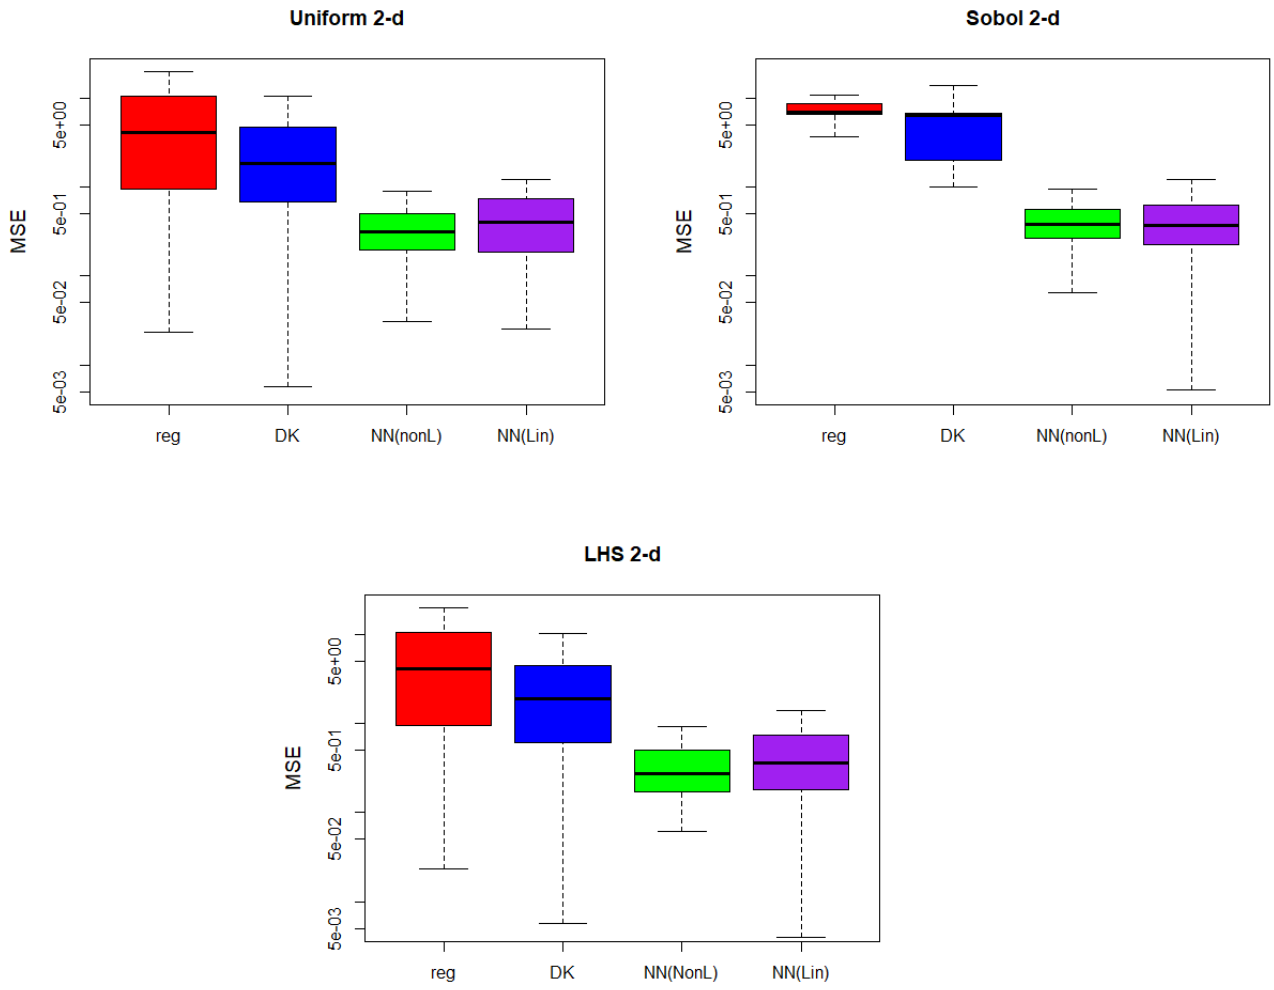 Uniform 2-d
MSE
5e+00
5e-01
5e-02
5e-03
reg DK NN(nonL) NN(Lin)
Sobol 2-d
MSE
5e+00
5e-01
5e-02
5e-03
reg DK NN(nonL) NN(Lin)
LHS 2-d
MSE
5e+00
5e-01
5e-02
5e-03
reg DK NN(NonL) NN(Lin)